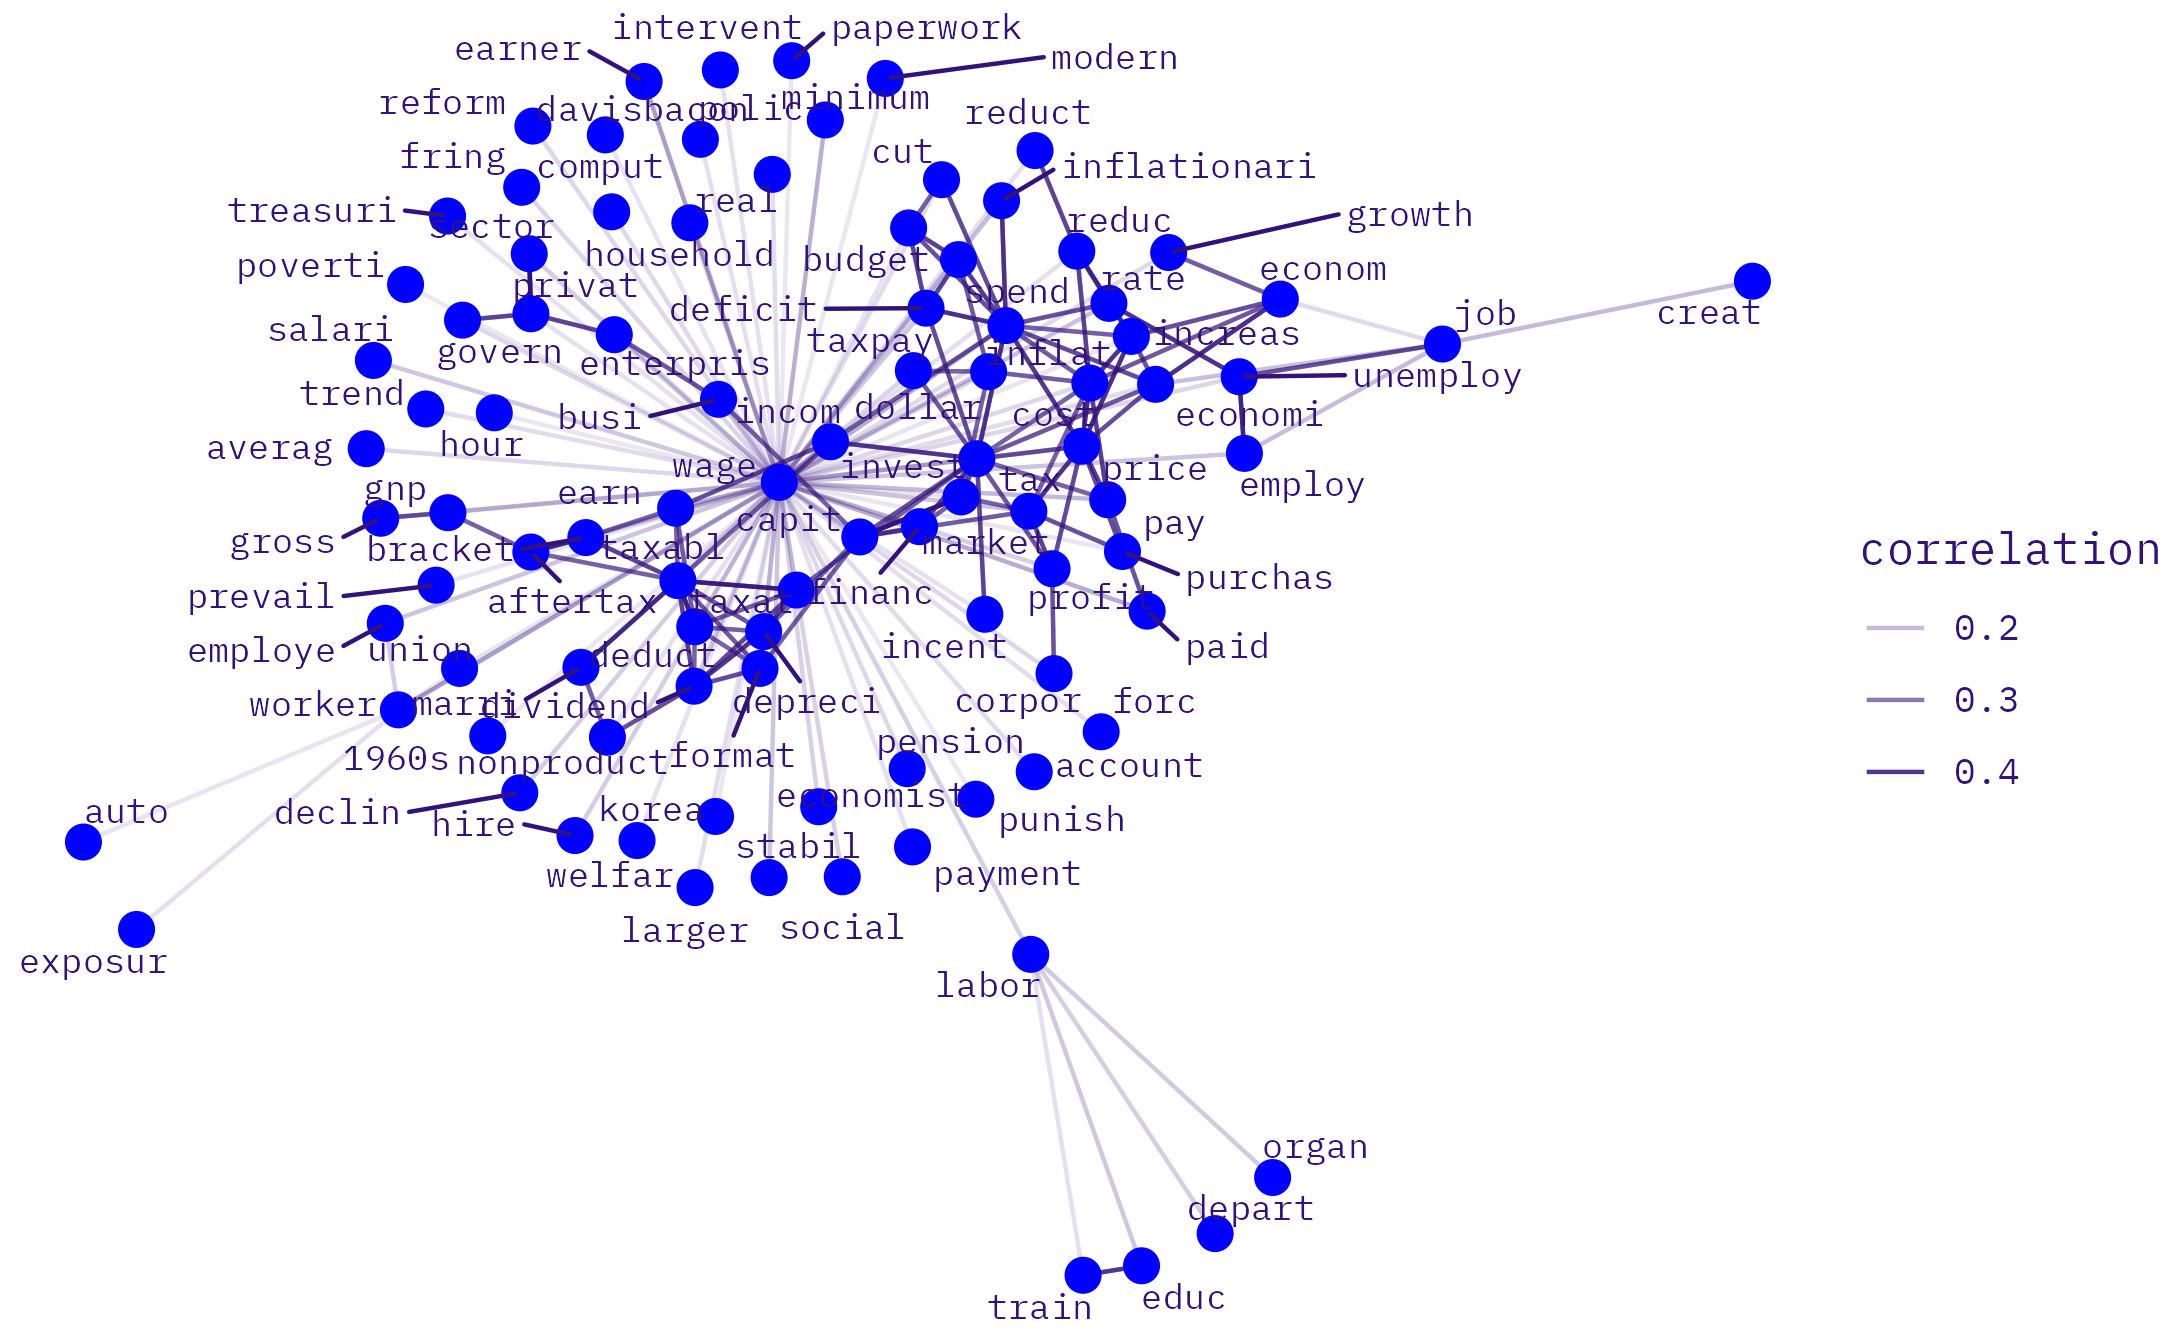 intervent
paperwork
earner
modern
reform
davisbacon
polic
minimum
reduct
fring
comput
cut
inflationari
treasuri
sector
real
reduc
growth
poverti
household
budget
econom
privat
deficit
spend
rate
job
creat
salari
govern
enterpris
taxpay
inflat
increas
unemploy
trend
busi
incom
dollar
cost
economi
averag
hour
wage
invest
tax
price
employ
gnp
earn
capit
market
pay
gross
bracket
taxabl
correlation
prevail
aftertax
taxat
financ
profit
purchas
0.2
employe
union
deduct
incent
paid
worker
marri
dividend
depreci
corpor
forc
0.3
1960s
nonproduct
format
pension
account
0.4
auto
declin
hire
korea
economist
punish
welfar
stabil
payment
larger
social
exposur
labor
organ
depart
train
educ